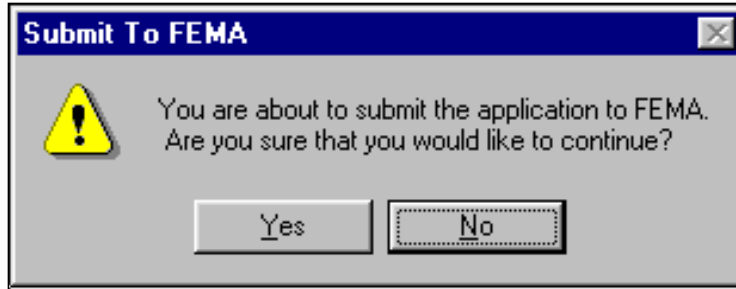 Submit To FEMA
You are about to submit the application to FEMA.
Are you sure that you would like to continue?
Yes
No